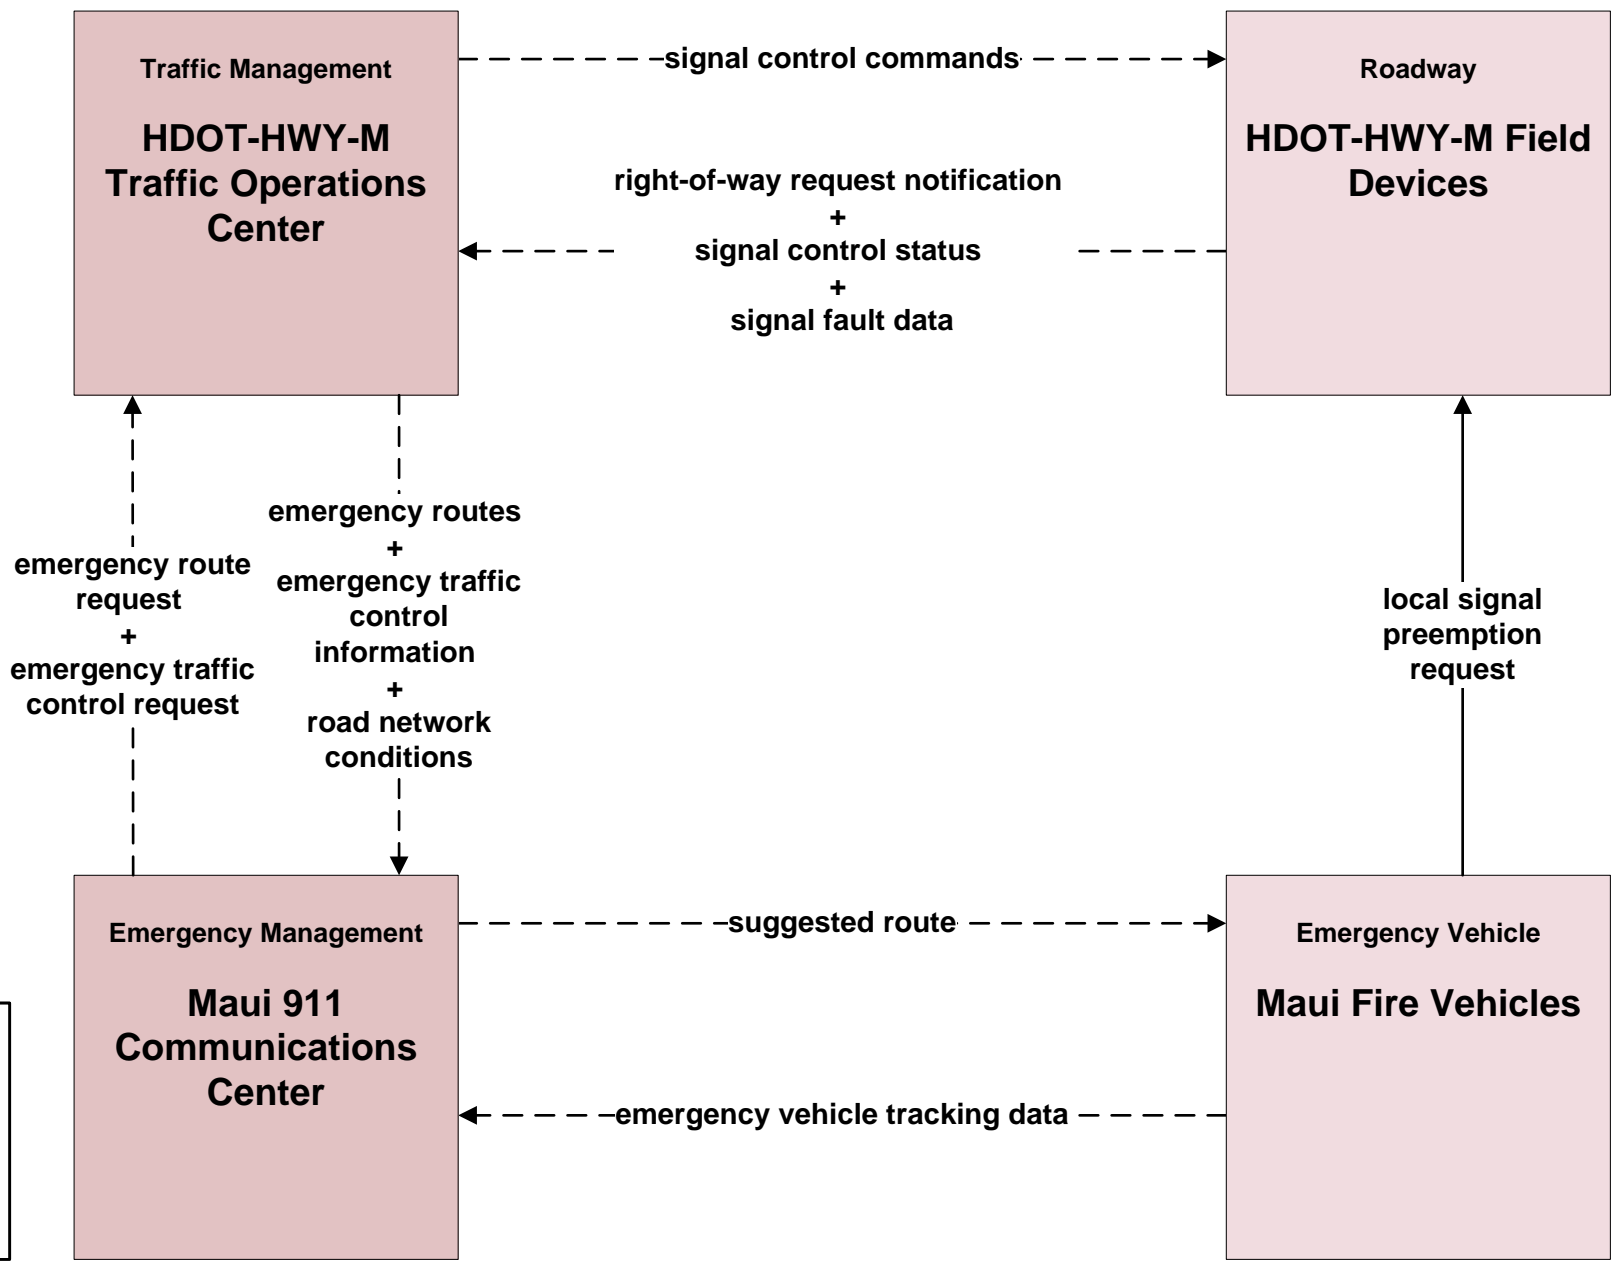 Traffic Management
HDOT-HWY-M
Traffic Operations
Center
signal control commands
Roadway
HDOT-HWY-M Field
Devices
right-of-way request notification
+
signal control status
+
signal fault data
emergency route
request
+
emergency traffic
control request
emergency routes
+
emergency traffic
control
information
+
road network
conditions
local signal
preemption
request
Emergency Management
Maui 911
Communications
Center
suggested route
Emergency Vehicle
Maui Fire Vehicles
emergency vehicle tracking data